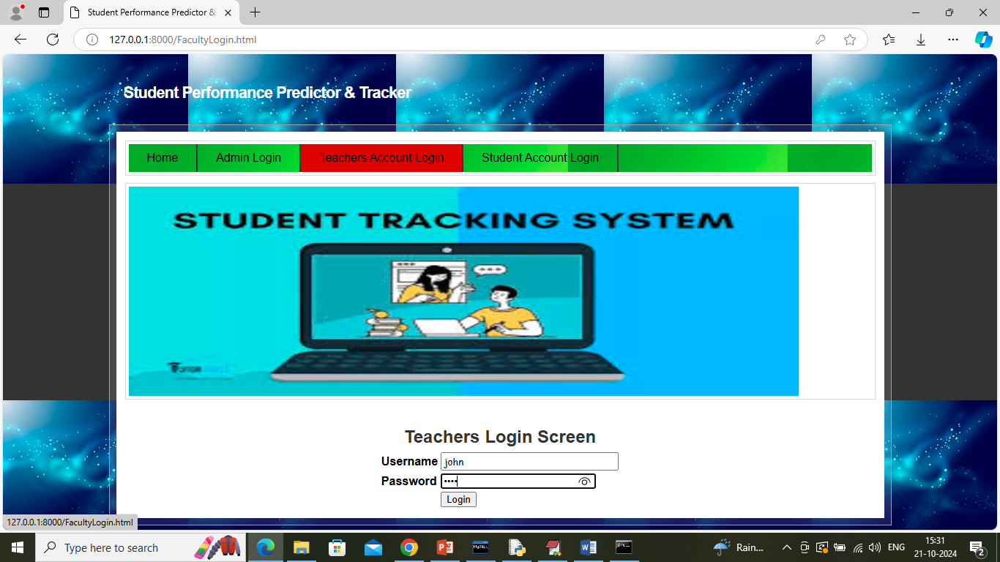 Student Performance Predictor &
127.0.0.1:8000/FacultyLogin.html
Student Performance Predictor & Tracker
Home Admin Login Teachers Account Login Student Account Login
STUDENT TRACKING SYSTEM
Teachers Login Screen
Username john
Password ••••
Login
127.0.0.1:8000/FacultyLogin.html
Type here to search
Rain...
ENG
15:31
21-10-2024
2